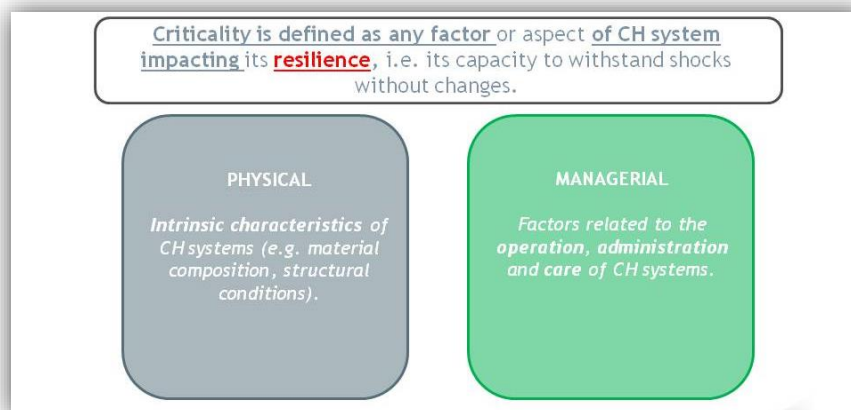 Criticality is defined as any factor or aspect of CH system
impacting its resilience, i.e. its capacity to withstand shocks
without changes.
PHYSICAL
Intrinsic characteristics of
CH systems (e.g. material
composition, structural
conditions).
MANAGERIAL
Factors related to the
operation, administration
and care of CH systems.